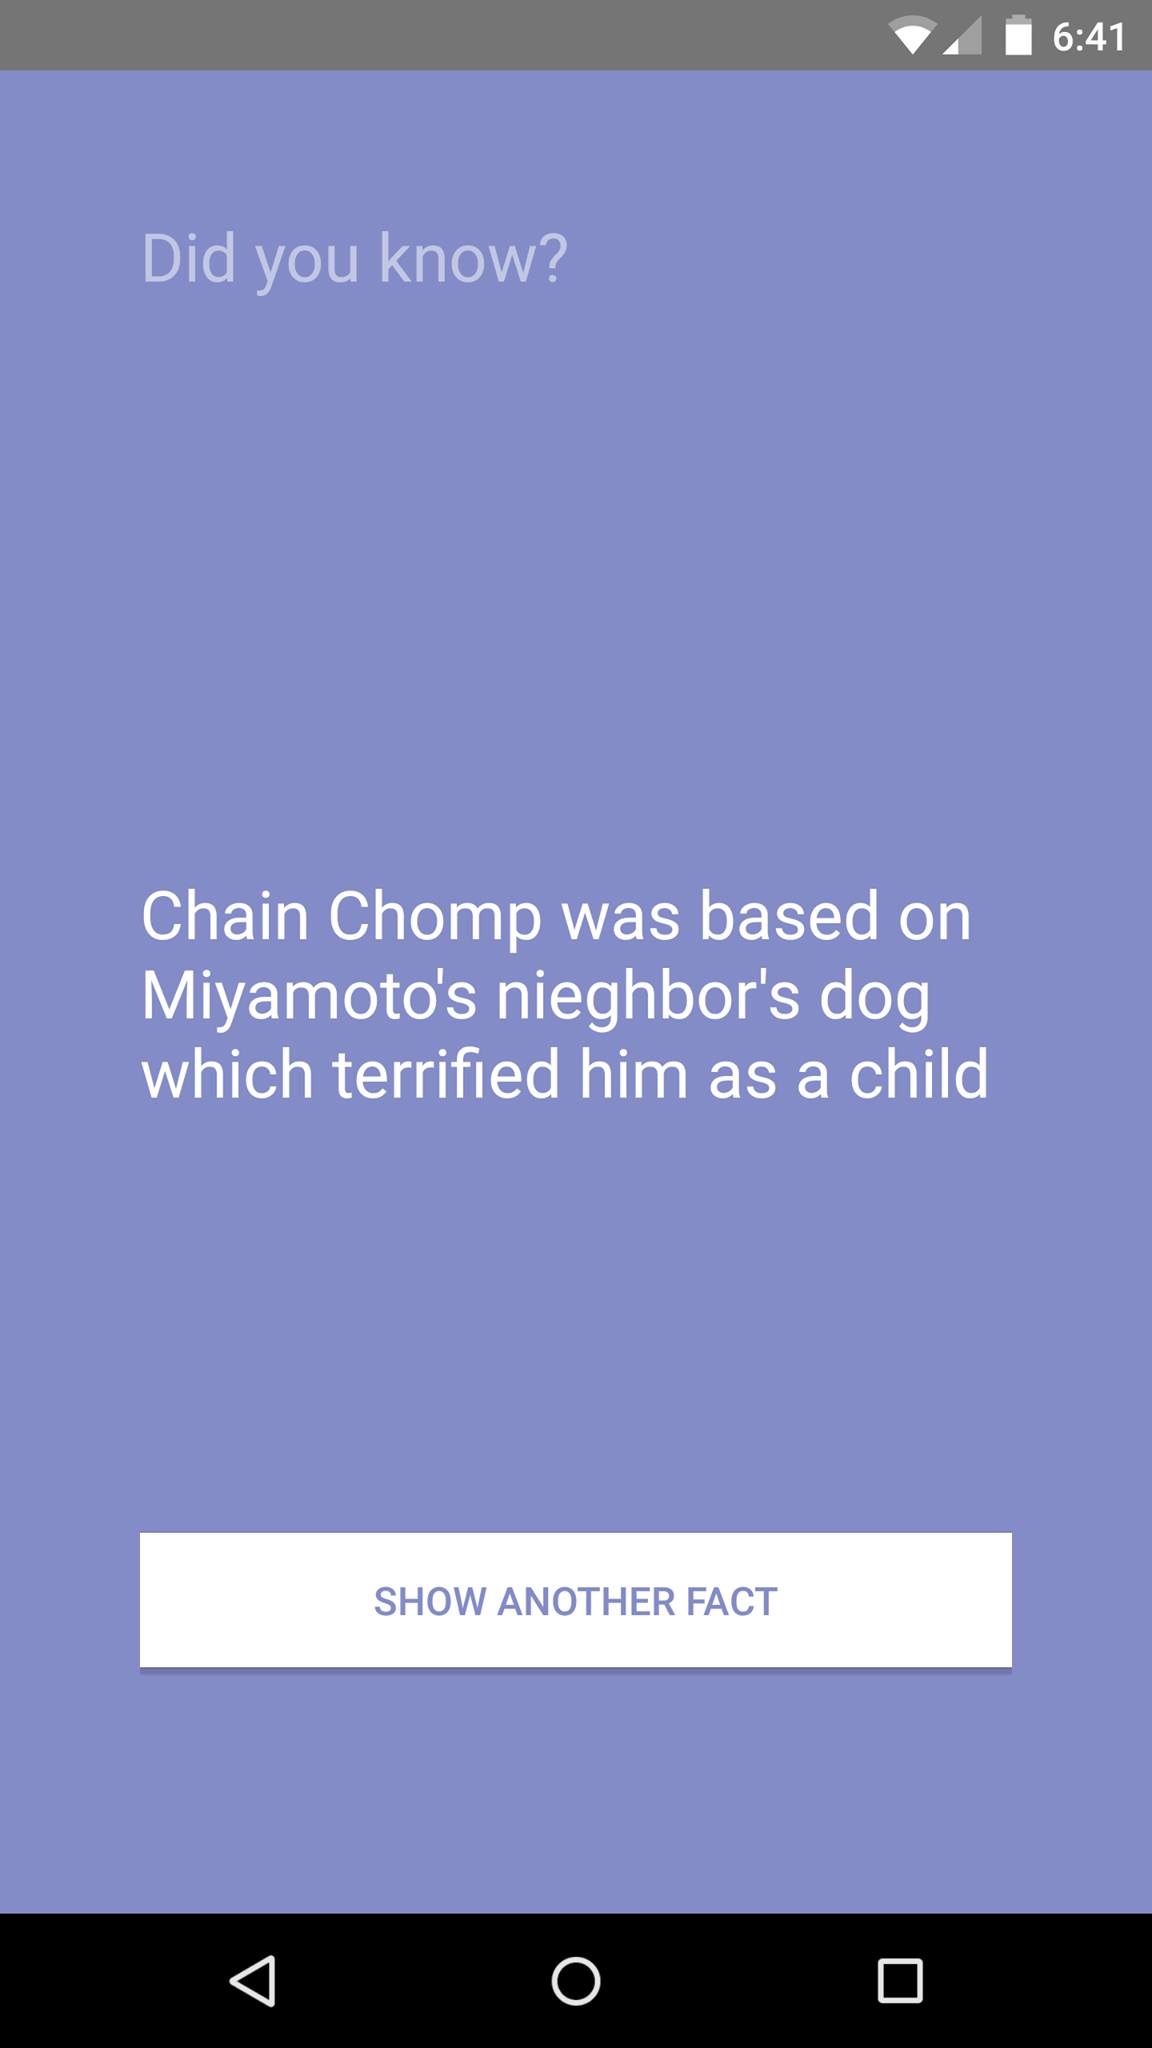 6:41
Did you know?
Chain Chomp was based on
Miyamoto's nieghbor's dog
which terrified him as a child
SHOW ANOTHER FACT